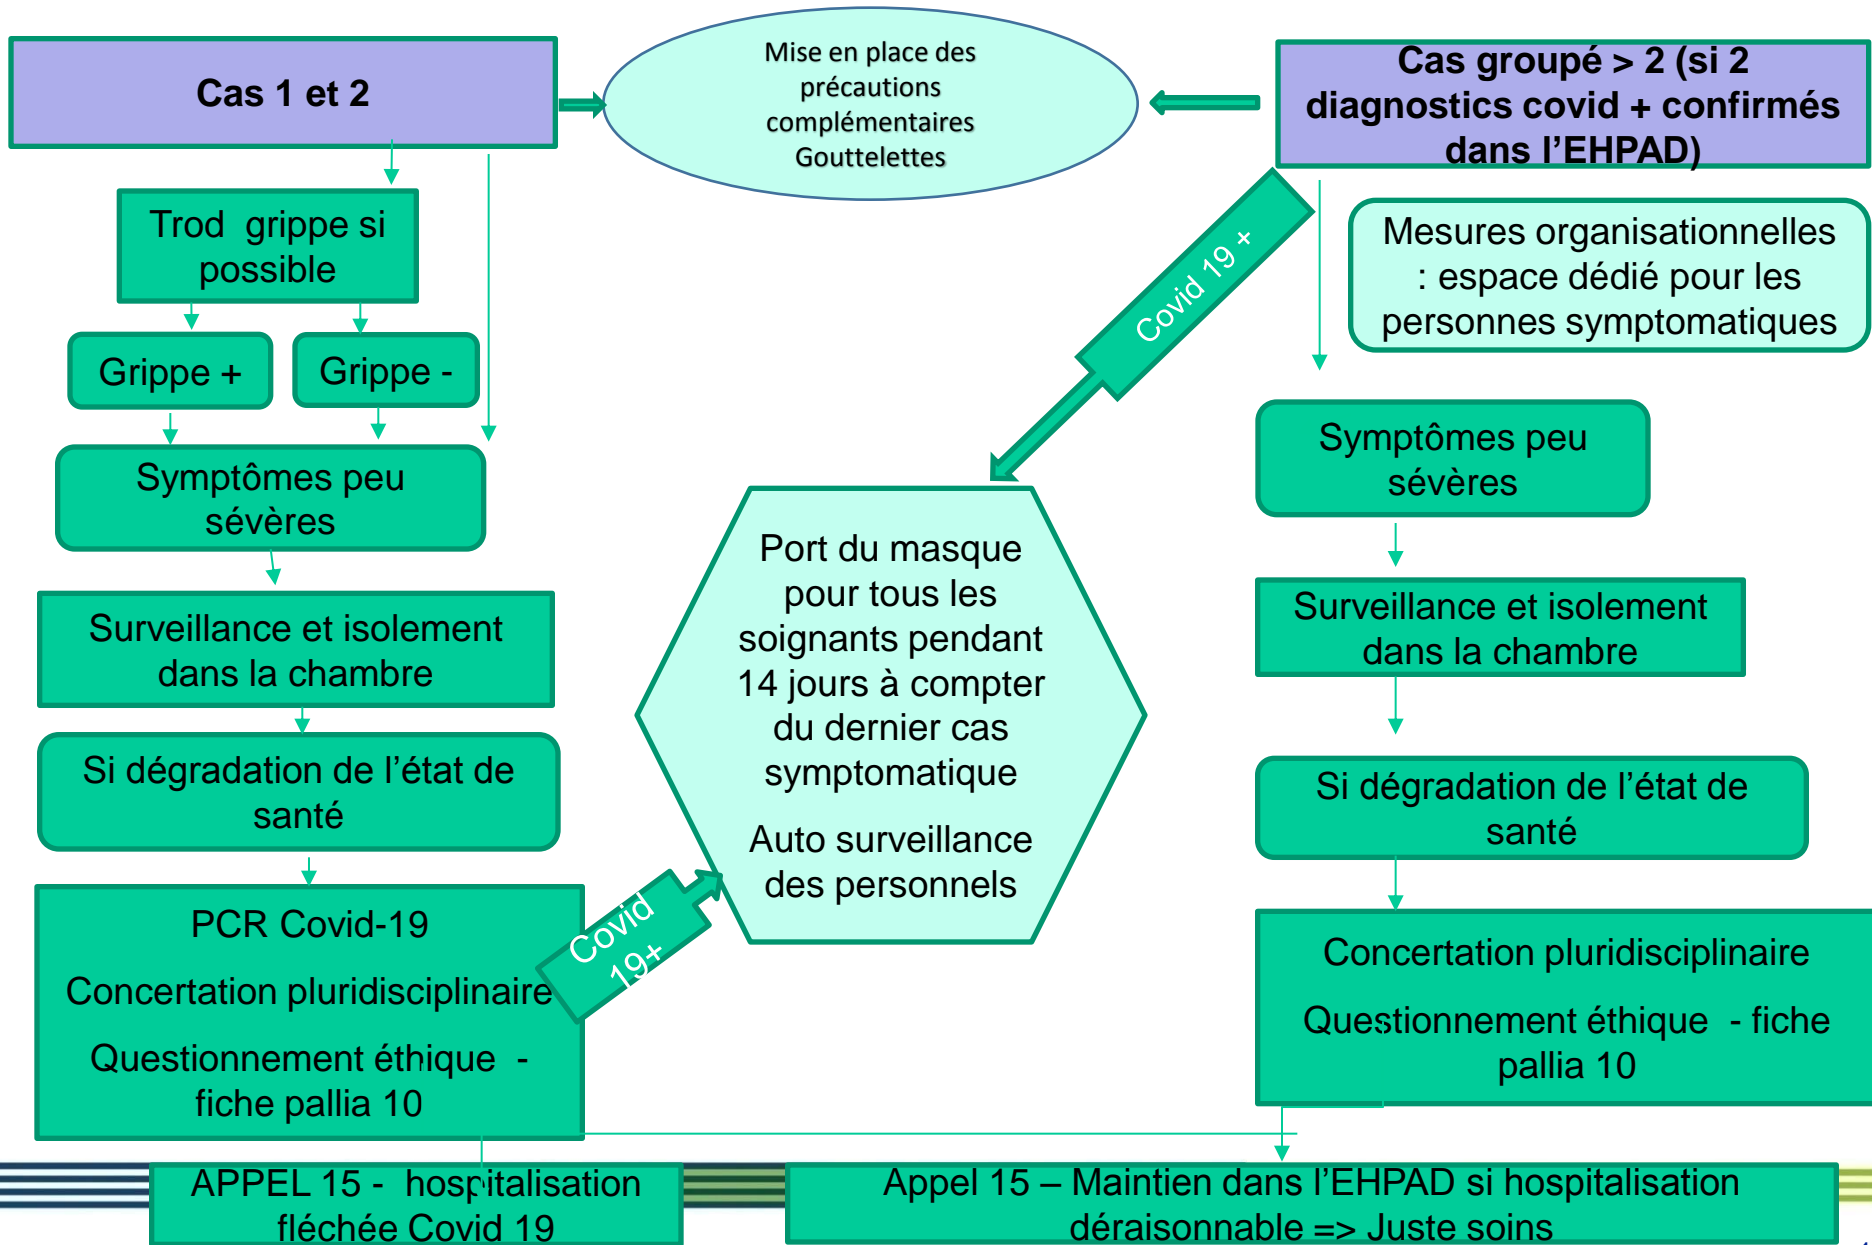 Cas 1 et 2
Mise en place des
précautions
complémentaires
Gouttelettes
Cas groupé > 2 (si 2
diagnostics covid + confirmés
dans l’EHPAD)
Trod  grippe si
possible
Grippe +
Grippe -
Symptômes peu
sévères
Surveillance et isolement
dans la chambre
Si dégradation de l’état de
santé
PCR Covid-19
Concertation pluridisciplinaire
Questionnement éthique  -
fiche pallia 10
Covid
19+
Covid 19 +
Port du masque
pour tous les
soignants pendant
14 jours à compter
du dernier cas
symptomatique
Auto surveillance
des personnels
Mesures organisationnelles
: espace dédié pour les
personnes symptomatiques
Symptômes peu
sévères
Surveillance et isolement
dans la chambre
Si dégradation de l’état de
santé
Concertation pluridisciplinaire
Questionnement éthique  - fiche
pallia 10
APPEL 15 -  hospitalisation
fléchée Covid 19
Appel 15 – Maintien dans l’EHPAD si hospitalisation
déraisonnable => Juste soins